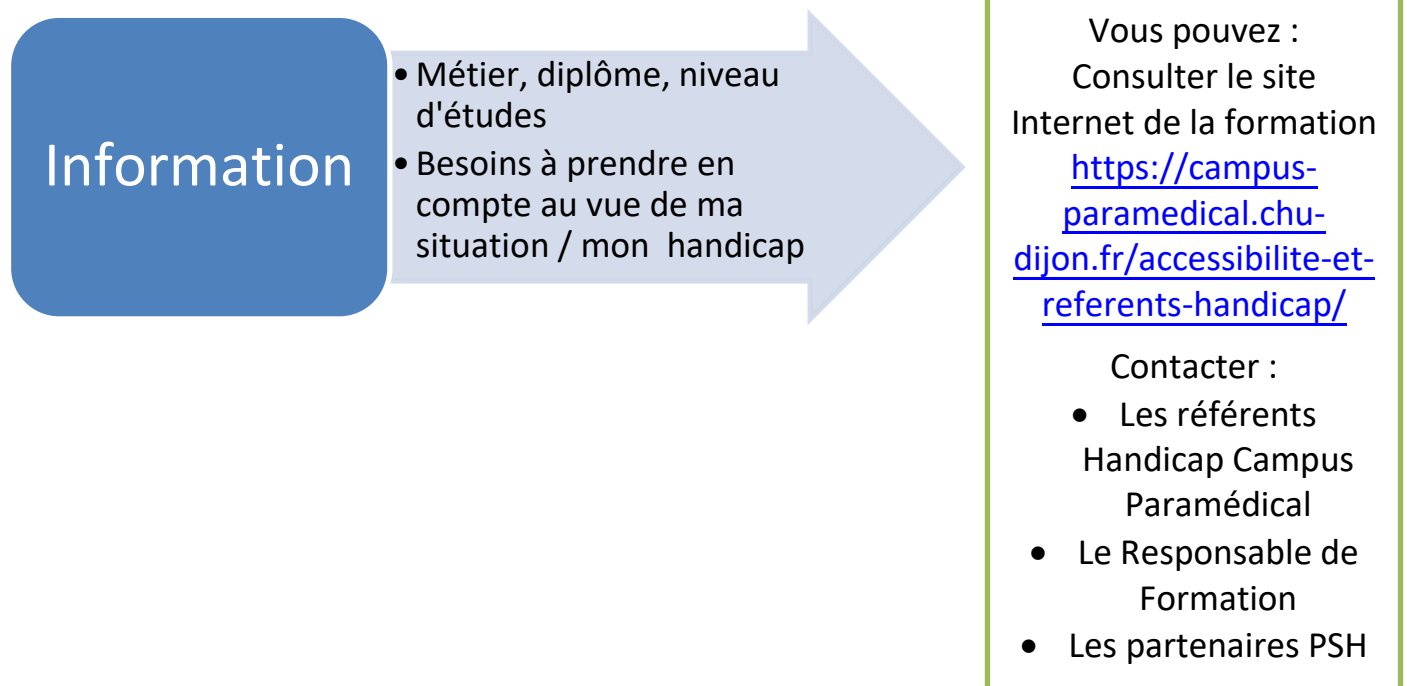 Information
• Métier, diplôme, niveau
d'études
• Besoins à prendre en
compte au vue de ma
situation / mon  handicap
Vous pouvez :
Consulter le site
Internet de la formation
https://campus-
paramedical.chu-
dijon.fr/accessibilite-et-
referents-handicap/
Contacter :
• Les référents
Handicap Campus
Paramédical
• Le Responsable de
Formation
• Les partenaires PSH